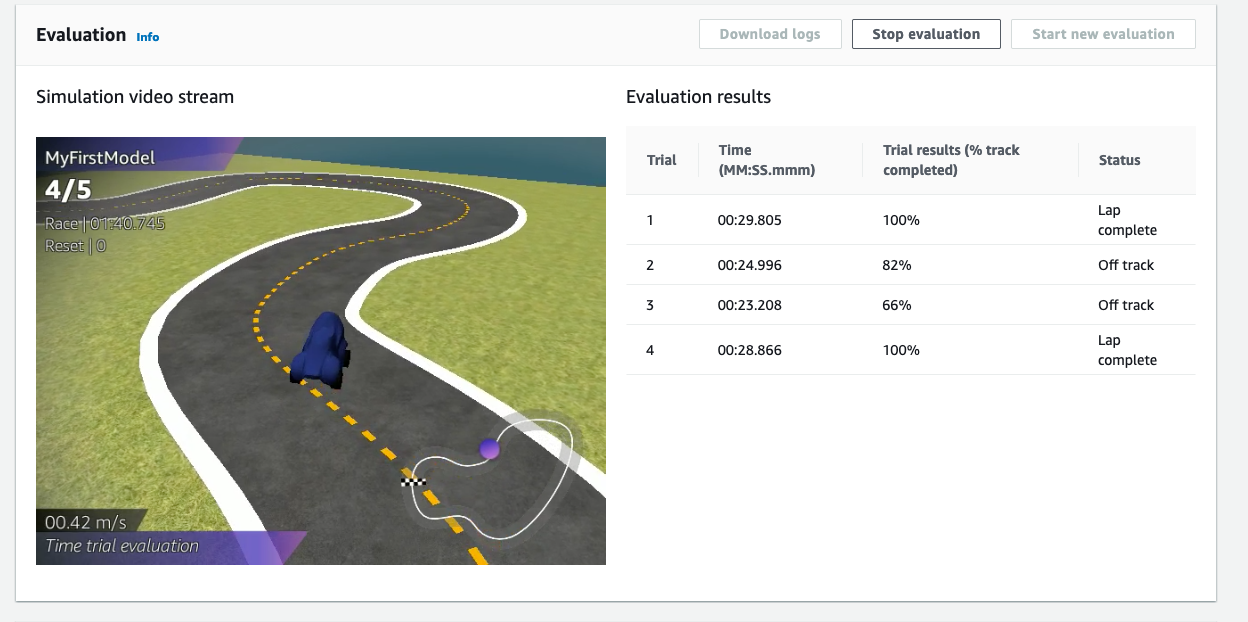 Evaluation Info
Download logs
Stop evaluation
Start new evaluation
Simulation video stream
MyFirstModel
4/5
Race | 01:40.745
Reset | 0
00.42 m/s
Time trial evaluation
Evaluation results
Trial
Time
(MM:SS.mmm)
Trial results (% track
completed)
Status
1 00:29.805 100% Lap
complete
2 00:24.996 82% Off track
3 00:23.208 66% Off track
4 00:28.866 100% Lap
complete